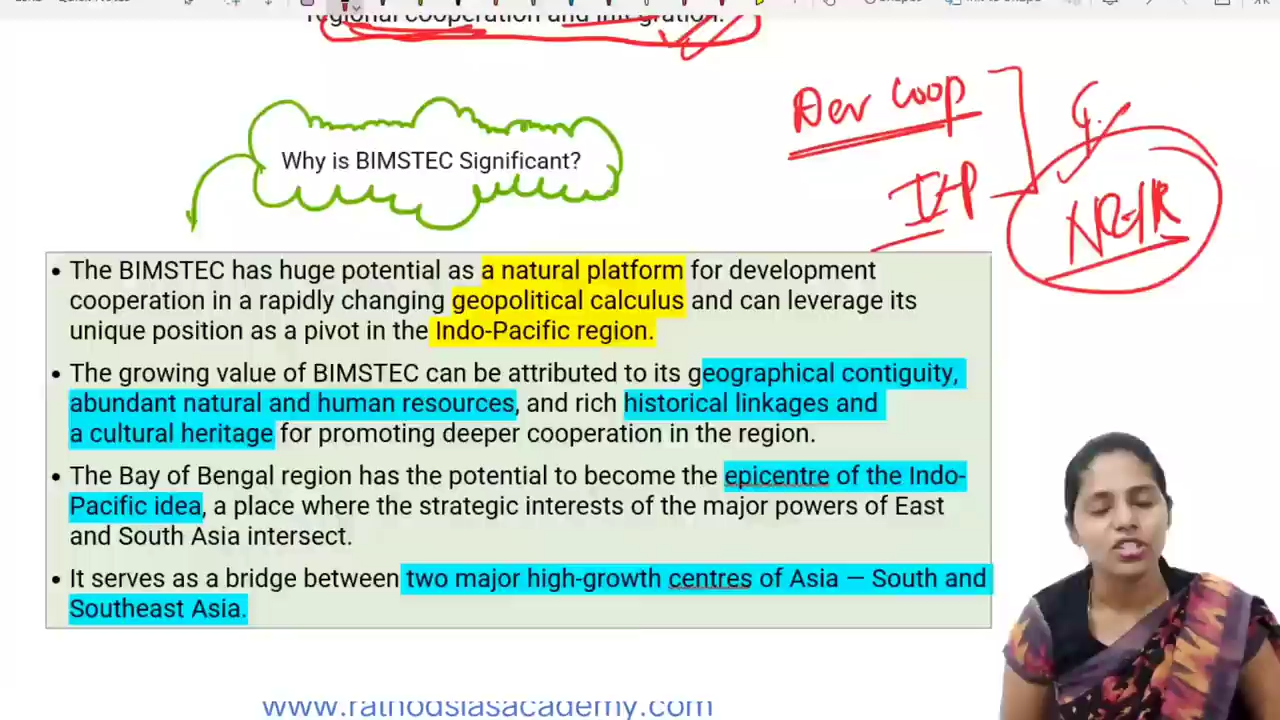 regional cooperation and integration.
Dev Coop
I-P
Why is BIMSTEC Significant?
• The BIMSTEC has huge potential as a natural platform for development
cooperation in a rapidly changing geopolitical calculus and can leverage its
unique position as a pivot in the Indo-Pacific region.
• The growing value of BIMSTEC can be attributed to its geographical contiguity,
abundant natural and human resources, and rich historical linkages and
a cultural heritage for promoting deeper cooperation in the region.
• The Bay of Bengal region has the potential to become the epicentre of the Indo-
Pacific idea, a place where the strategic interests of the major powers of East
and South Asia intersect.
• It serves as a bridge between two major high-growth centres of Asia — South and
Southeast Asia.
www.rathodsiasacademy.com